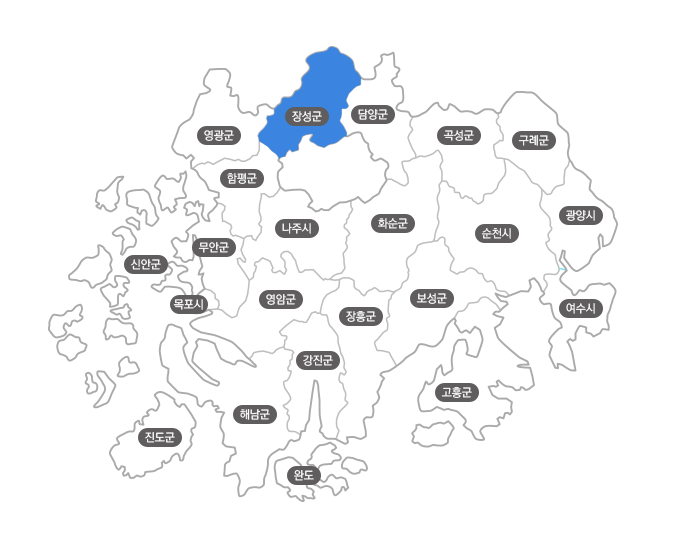 장성군
담양군
영광군
곡성군
구례군
함평군
광양시
화순군
나주시
순천시
무안군
신안군
영암군
보성군
목포시
여수시
장흥군
강진군
고흥군
해남군
진도군
완도